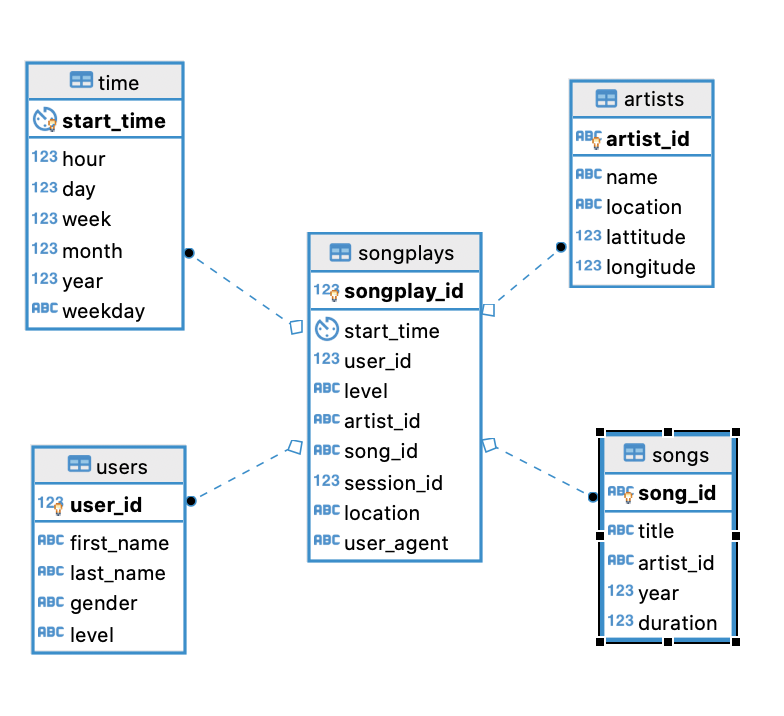 time
start_time
123 hour
123 day
123 week
123 month
123 year
ABC weekday
artists
ABC artist_id
ABC name
ABC location
123 lattitude
123 longitude
songplays
123 songplay_id
start_time
123 user_id
ABC level
ABC artist_id
ABC song_id
123 session_id
ABC location
ABC user_agent
users
123 user_id
ABC first_name
ABC last_name
ABC gender
ABC level
songs
ABC song_id
ABC title
ABC artist_id
123 year
123 duration